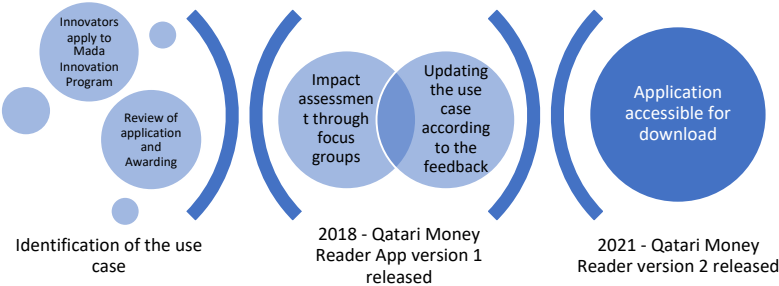 Innovators
apply to
Mada
Innovation
Program
Review of
application
and
Awarding
Identification of the use
case
Impact
assessmen
t through
focus
groups
Updating
the use
case
according
to the
feedback
2018 - Qatari Money
Reader App version 1
released
Application
accessible for
download
2021 - Qatari Money
Reader version 2 released